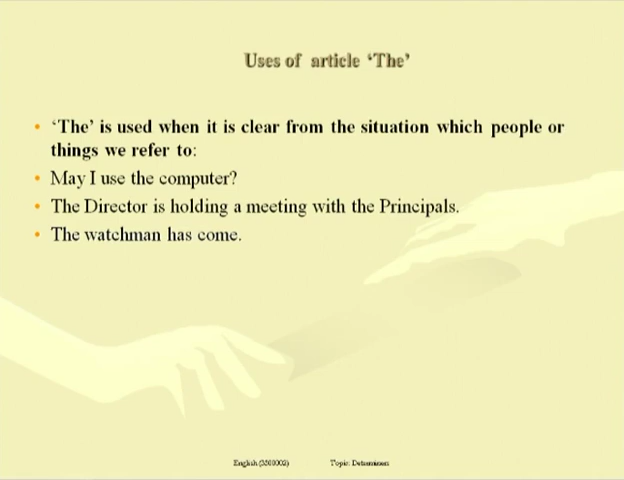 Uses of article ‘The’
• ‘The’ is used when it is clear from the situation which people or
things we refer to:
• May I use the computer?
• The Director is holding a meeting with the Principals.
• The watchman has come.
English Topic: Determiners